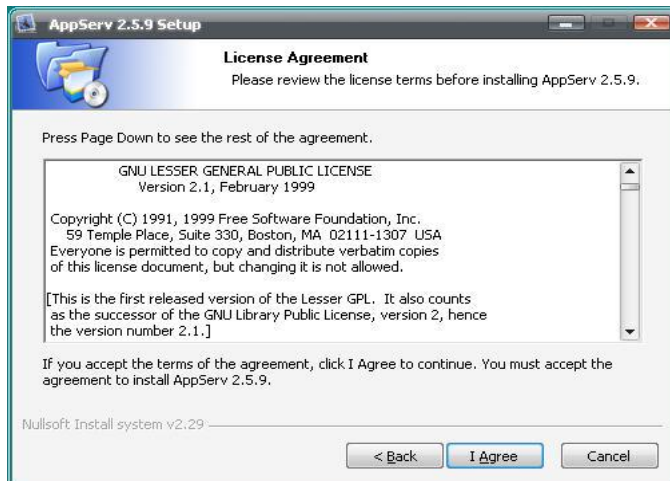 AppServ 2.5.9 Setup
License Agreement
Please review the license terms before installing AppServ 2.5.9.
Press Page Down to see the rest of the agreement.
GNU LESSER GENERAL PUBLIC LICENSE
Version 2.1, February 1999
Copyright (C) 1991, 1999 Free Software Foundation, Inc.
59 Temple Place, Suite 330, Boston, MA 02111-1307 USA
Everyone is permitted to copy and distribute verbatim copies
of this license document, but changing it is not allowed.
[This is the first released version of the Lesser GPL. It also counts
as the successor of the GNU Library Public License, version 2, hence
the version number 2.1.]
If you accept the terms of the agreement, click I Agree to continue. You must accept the
agreement to install AppServ 2.5.9.
Nullsoft Install system v2.29
< Back I Agree Cancel